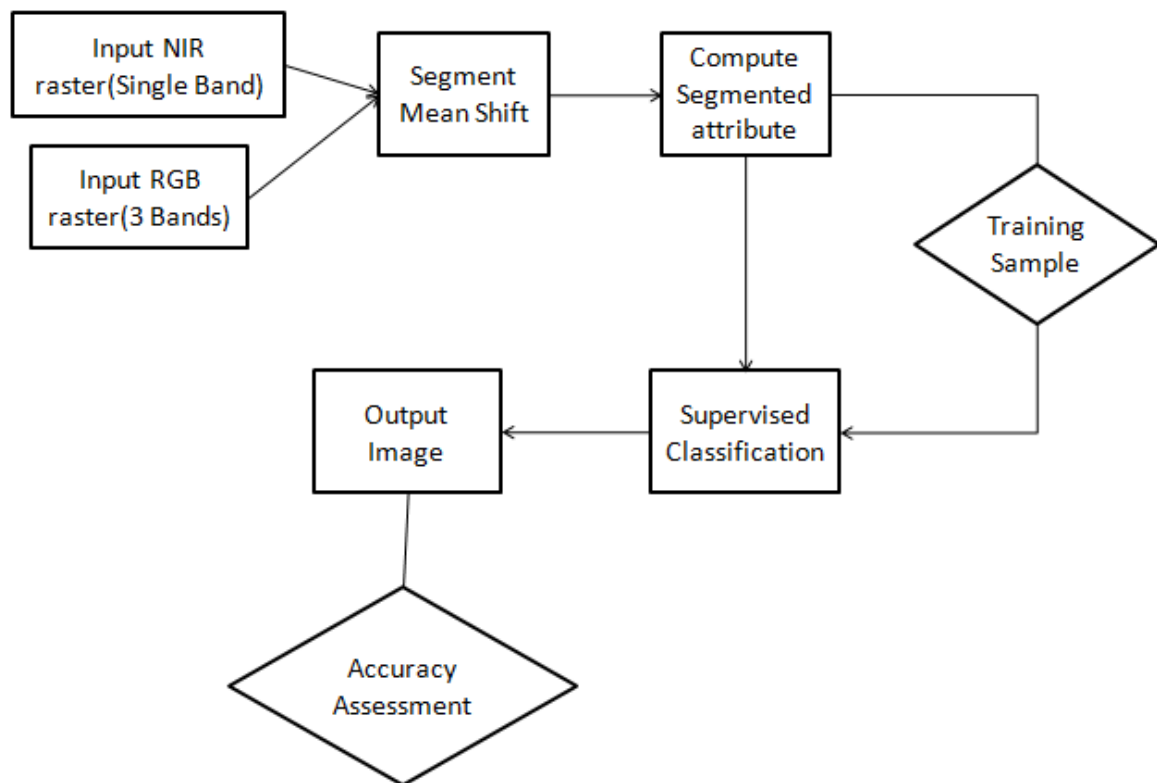 Input NIR
raster(Single Band)
Segment
Mean Shift
Compute
Segmented
attribute
Input RGB
raster(3 Bands)
Training
Sample
Output
Image
Supervised
Classification
Accuracy
Assessment